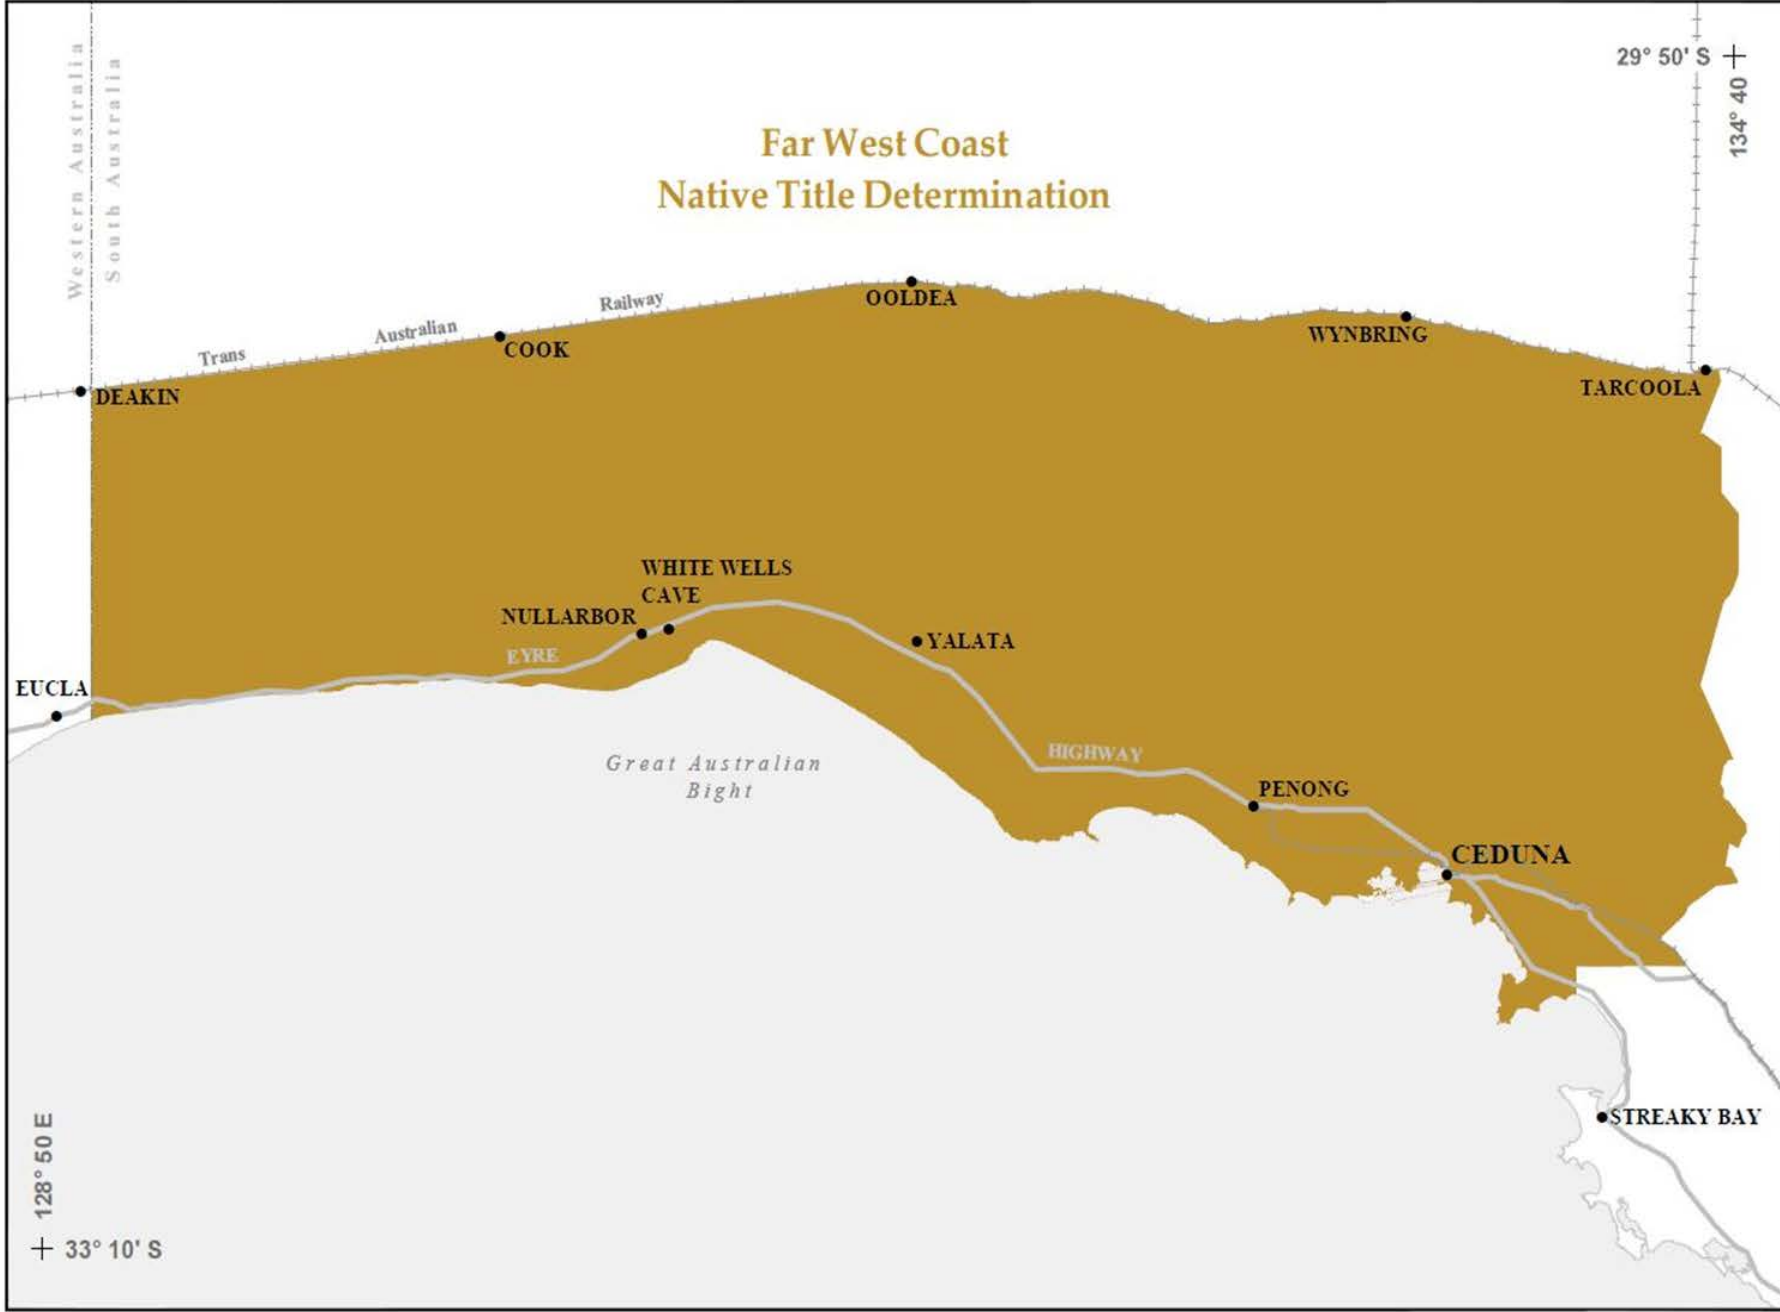 Western Australia
South Australia
29° 50' S
134° 40
Far West Coast
Native Title Determination
OOLDEA
Railway
WYNBRING
Australian
COOK
Trans
TARCOOLA
DEAKIN
WHITE WELLS
CAVE
NULLARBOR
YALATA
EYRE
EUCLA
HIGHWAY
Great Australian
Bight
PENONG
CEDUNA
STREAKY BAY
128° 50 E
33° 10' S